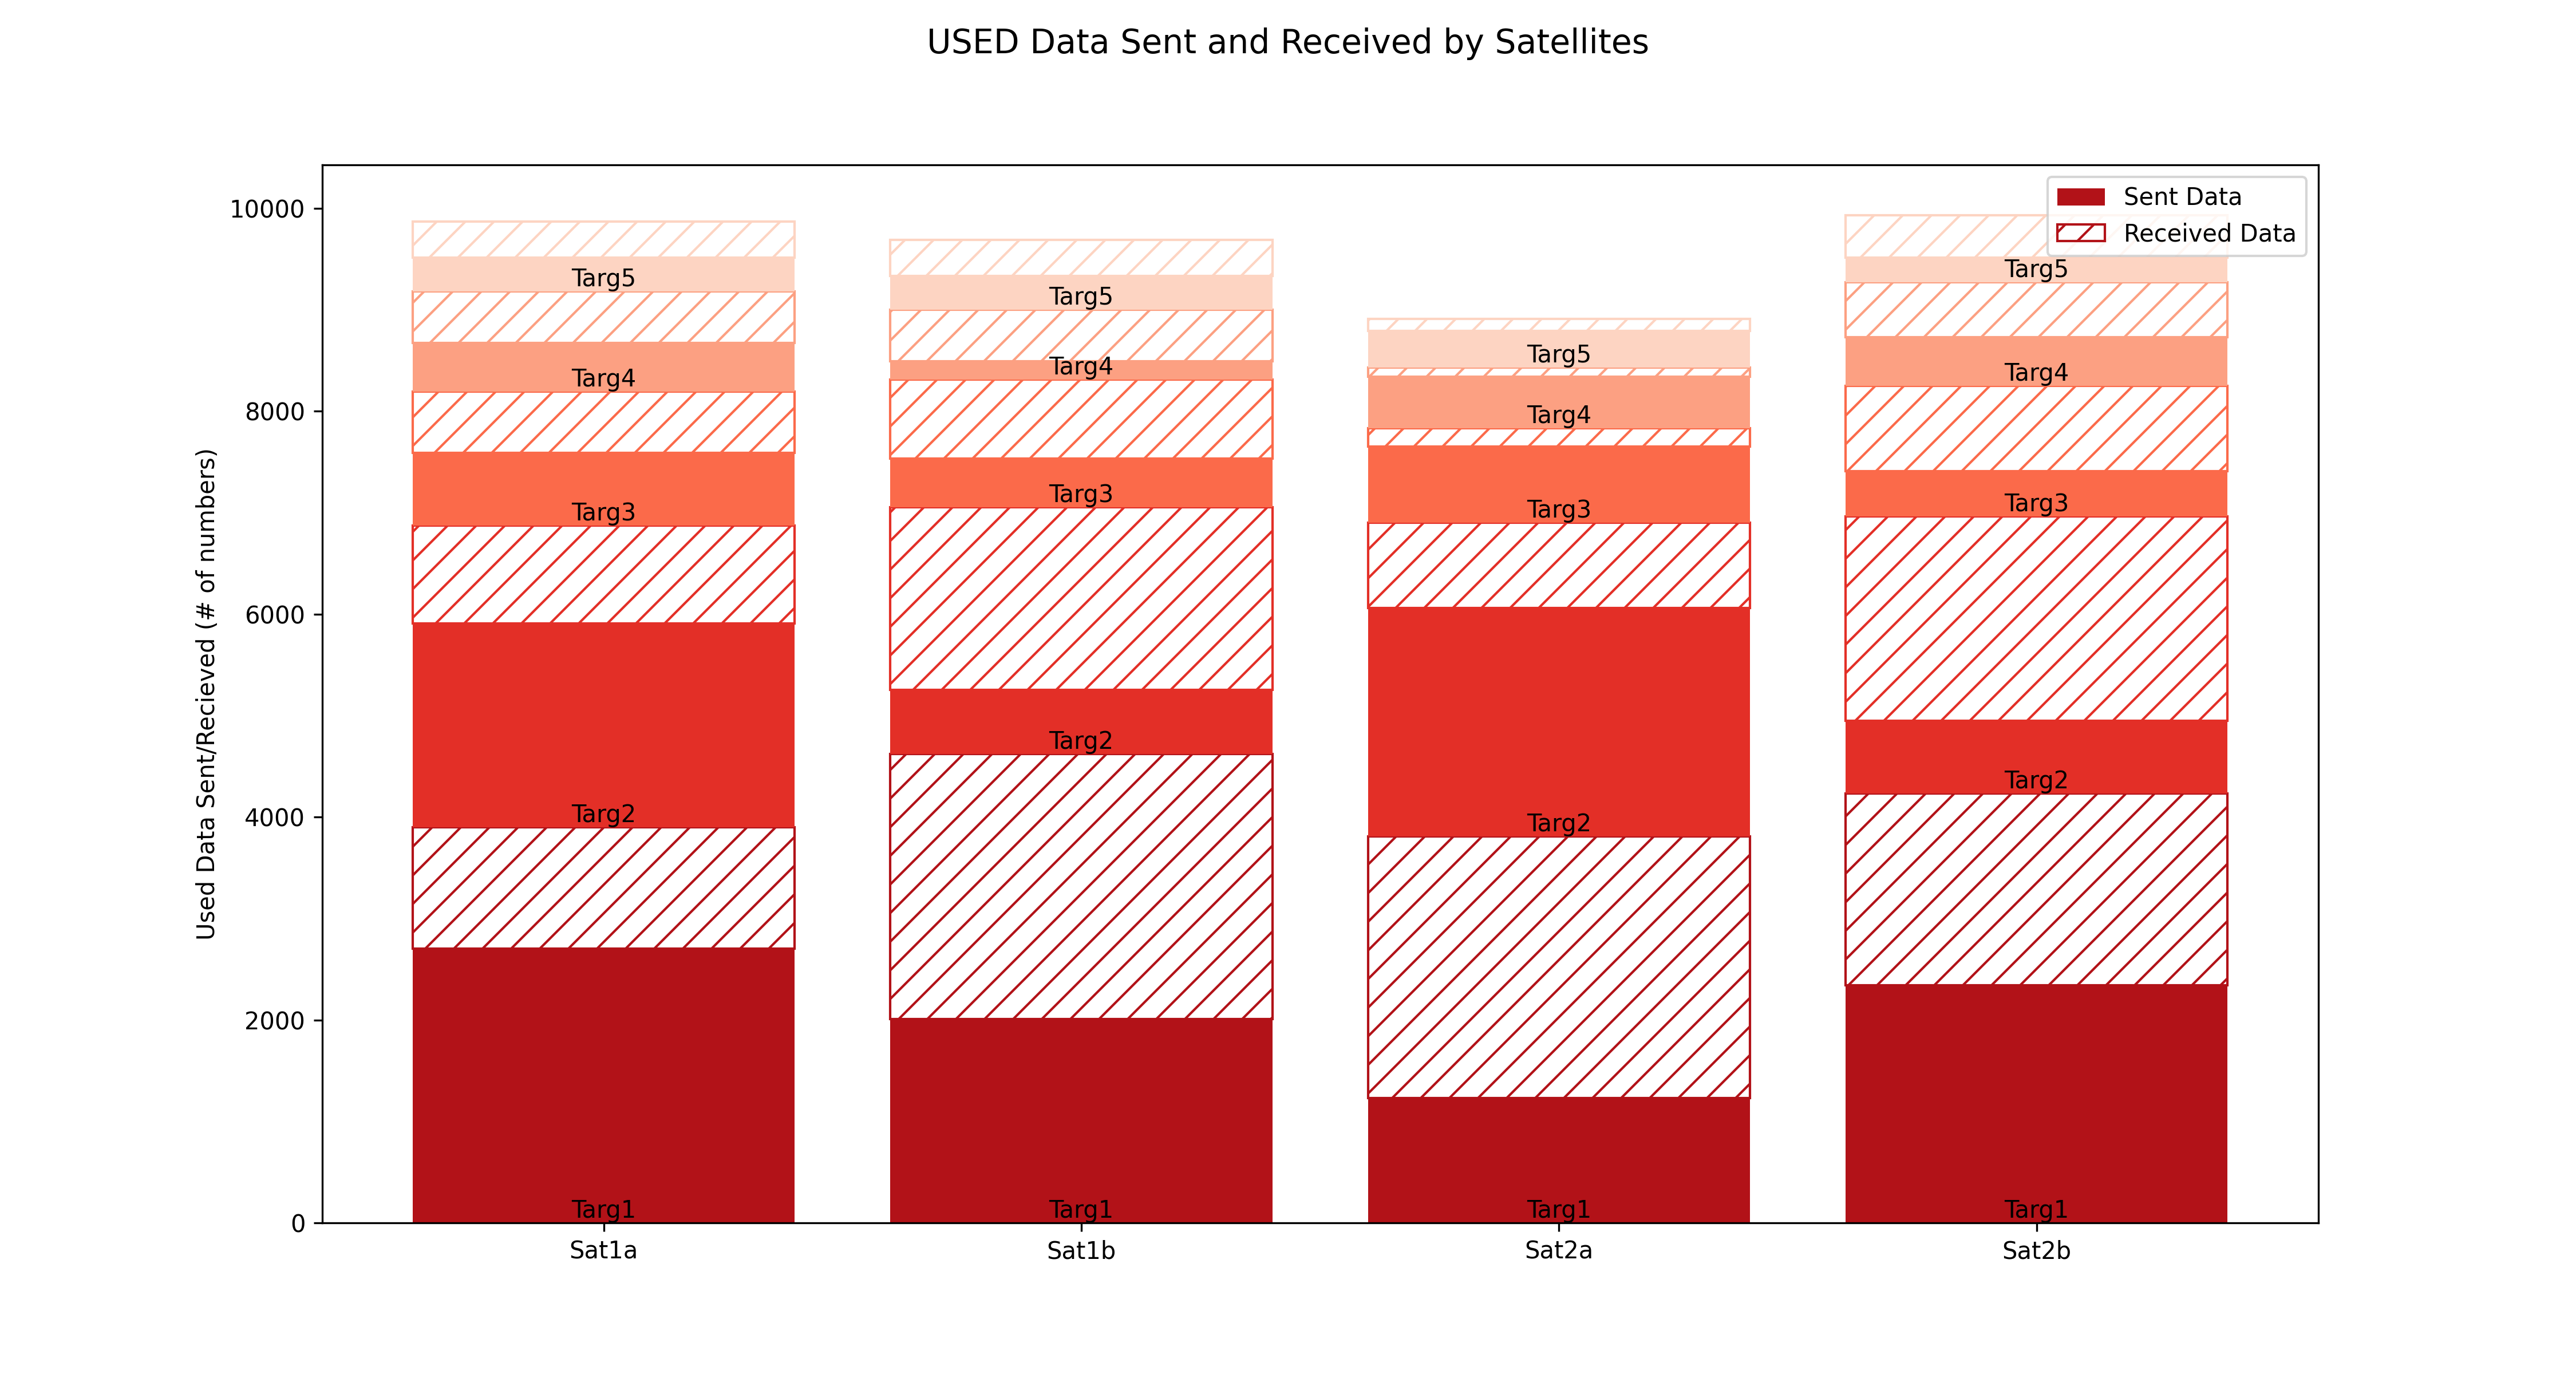 USED Data Sent and Received by Satellites
Sent Data
Received Data
Used Data Sent/Recieved (# of numbers)
10000
8000
6000
4000
2000
0
Targ5
Targ4
Targ3
Targ2
Targ1
Targ5
Targ4
Targ3
Targ2
Targ1
Targ5
Targ4
Targ3
Targ2
Targ1
Targ5
Targ4
Targ3
Targ2
Targ1
Sat1a
Sat1b
Sat2a
Sat2b